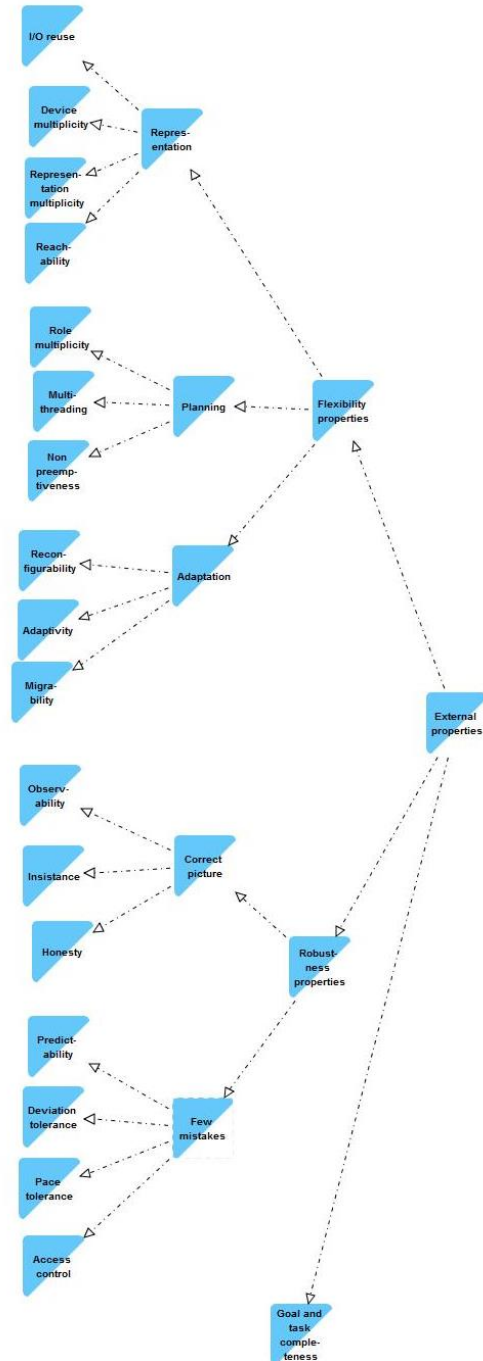 I/O reuse
Device
multiplicity
Repres-
entation
Represen-
tation
multiplicity
Reach-
ability
Role
multiplicity
Multi-
threading
Planning
Flexibility
properties
Non
preemp-
tiveness
Recon-
figurability
Adaptation
Adaptivity
Migra-
bility
External
properties
Observ-
ability
Correct
picture
Insistance
Honesty
Robust-
ness
properties
Predict-
ability
Deviation
tolerance
Few
mistakes
Pace
tolerance
Access
control
Goal and
task
comple-
teness